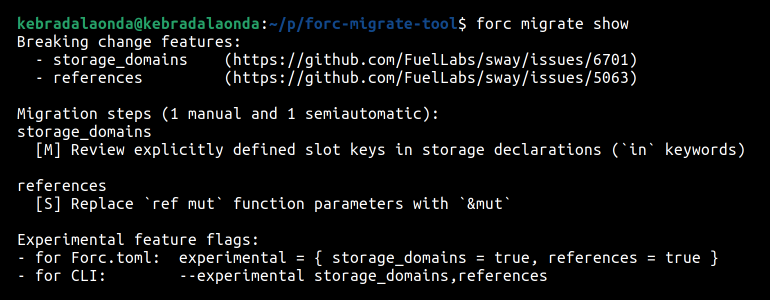 kebradalaonda@kebradalaonda:~/p/forc-migrate-tool$ forc migrate show
Breaking change features:
  - storage_domains    (https://github.com/FuelLabs/sway/issues/6701)
  - references         (https://github.com/FuelLabs/sway/issues/5063)

Migration steps (1 manual and 1 semiautomatic):
storage_domains
  [M] Review explicitly defined slot keys in storage declarations (`in` keywords)

references
  [S] Replace `ref mut` function parameters with `&mut`

Experimental feature flags:
- for Forc.toml:  experimental = { storage_domains = true, references = true }
- for CLI:        --experimental storage_domains,references